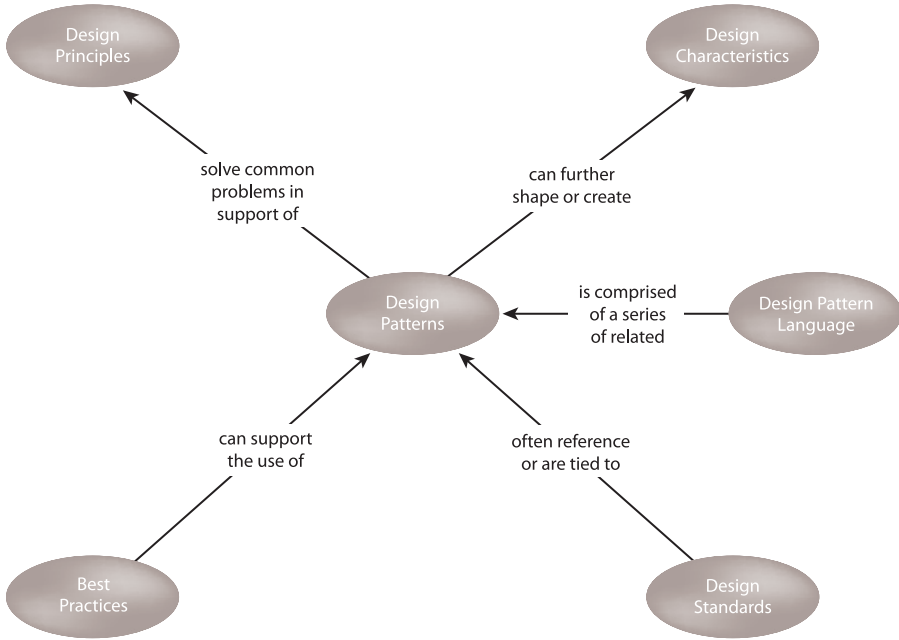 Design
Principles
Design
Characteristics
solve common
problems in
support of
can further
shape or create
Design
Patterns
is comprised
of a series
of related
Design Pattern
Language
can support
the use of
often reference
or are tied to
Best
Practices
Design
Standards